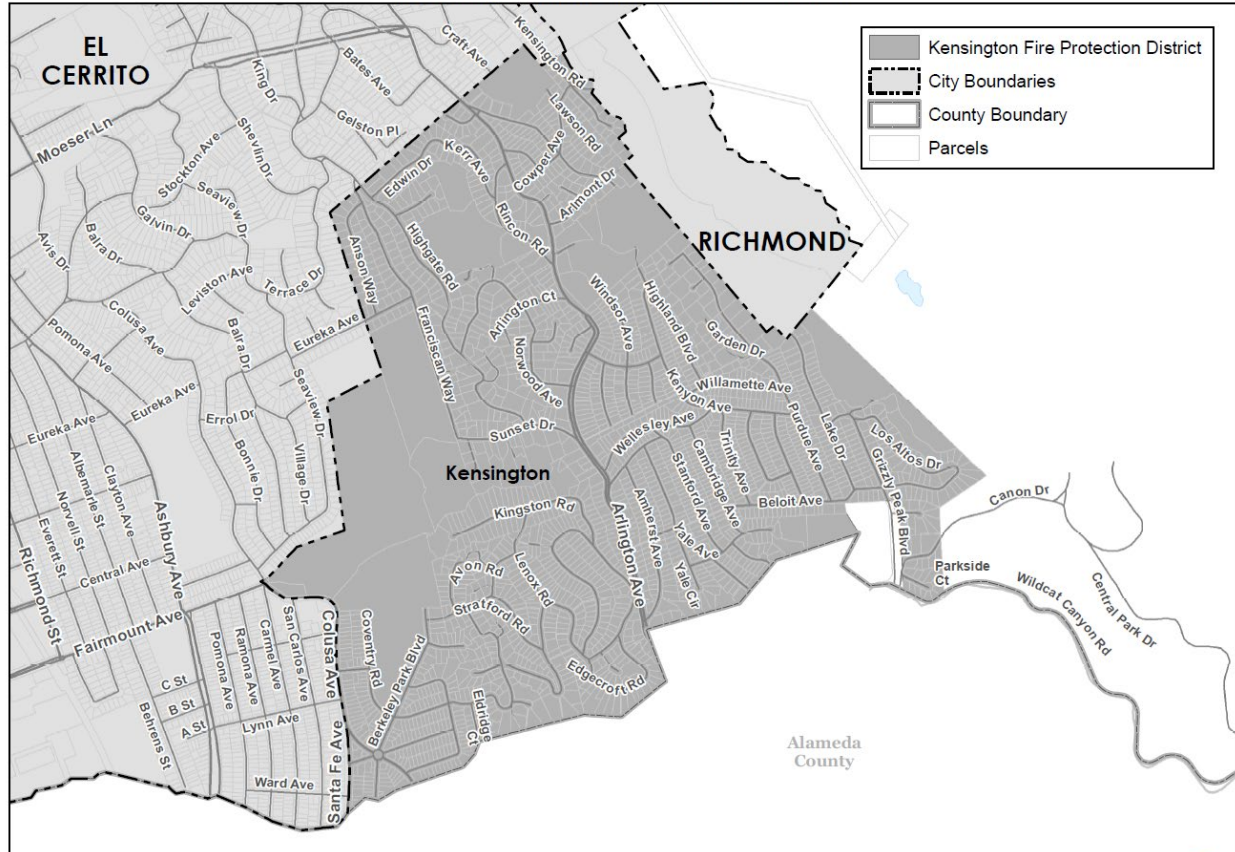 EL
CERRITO
Kensington Fire Protection District
City Boundaries
County Boundary
Parcels
Craft Ave
Kensington Rd
Bates Ave
King Dr
Gelston Pl
Lawson Rd
Moeser Ln
Shevlin Dr
Stockton Ave
Kerr Ave
Cowper Ave
Edwin Dr
Arlmont Dr
Seaview Dr
Galvin Dr
Rincon Rd
RICHMOND
Avis Dr
Balra Dr
Anson Way
Highgate Rd
Leviston Ave
Terrace Dr
Windsor Ave
Highland Blvd
Colusa Ave
Arlington Ct
Pomona Ave
Balra Dr
Eureka Ave
Franciscan Way
Norwood Ave
Garden Dr
Seaview Dr
Willamette Ave
Kenyon Ave
Eureka Ave
Eureka Ave
Errol Dr
Sunset Dr
Wellesley Ave
Purdue Ave
Lake Dr
Los Altos Dr
Trinity Ave
Cambridge Ave
Stanford Ave
Grizzly Peak Blvd
Bonnie Dr
Village Dr
Kensington
Clayton Ave
Albemarle St
Norvell St
Everett St
Richmond St
Ashbury Ave
Kingston Rd
Arlington Ave
Amherst Ave
Beloit Ave
Canon Dr
Yale Ave
Yale Cir
Central Ave
Avon Rd
Lenox Rd
Parkside
Ct
Wildcat Canyon Rd
Central Park Dr
Fairmount Ave
Stratford Rd
Pomona Ave
Ramona Ave
Carmel Ave
San Carlos Ave
Colusa Ave
Coventry Rd
Berkeley Park Blvd
Edgecroft Rd
C St
B St
A St
Behrens St
Lynn Ave
Eldridge
Ct
Alameda
County
Ward Ave
Santa Fe Ave